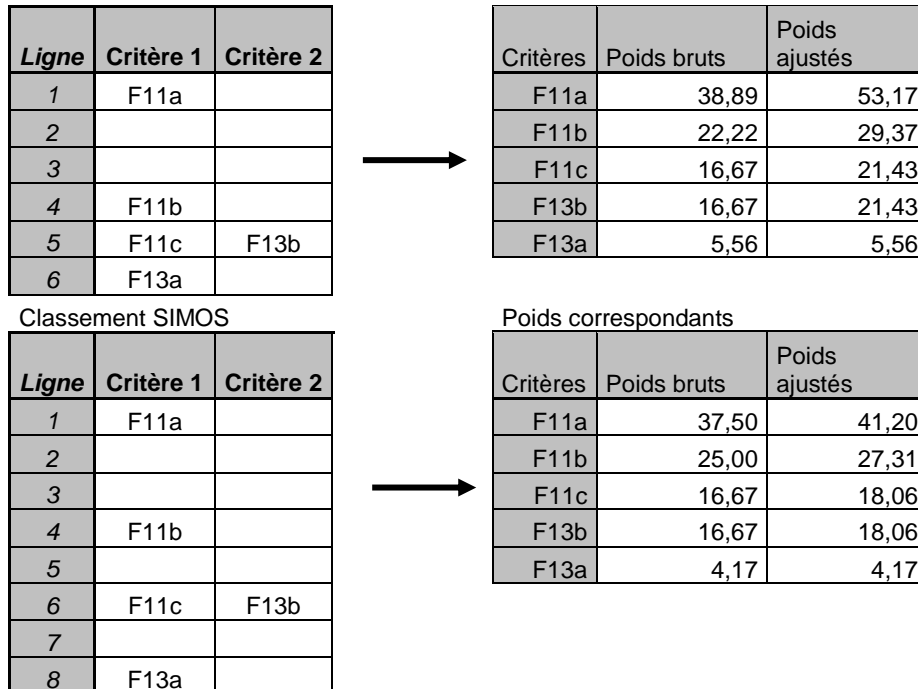 Ligne Critère 1 Critère 2
1 F11a
2
3
4 F11b
5 F11c F13b
6 F13a
Critères Poids bruts Poids
ajustés
F11a 38,89 53,17
F11b 22,22 29,37
F11c 16,67 21,43
F13b 16,67 21,43
F13a 5,56 5,56
Classement SIMOS
Poids correspondants
Ligne Critère 1 Critère 2
1 F11a
2
3
4 F11b
5
6 F11c F13b
7
8 F13a
Critères Poids bruts Poids
ajustés
F11a 37,50 41,20
F11b 25,00 27,31
F11c 16,67 18,06
F13b 16,67 18,06
F13a 4,17 4,17